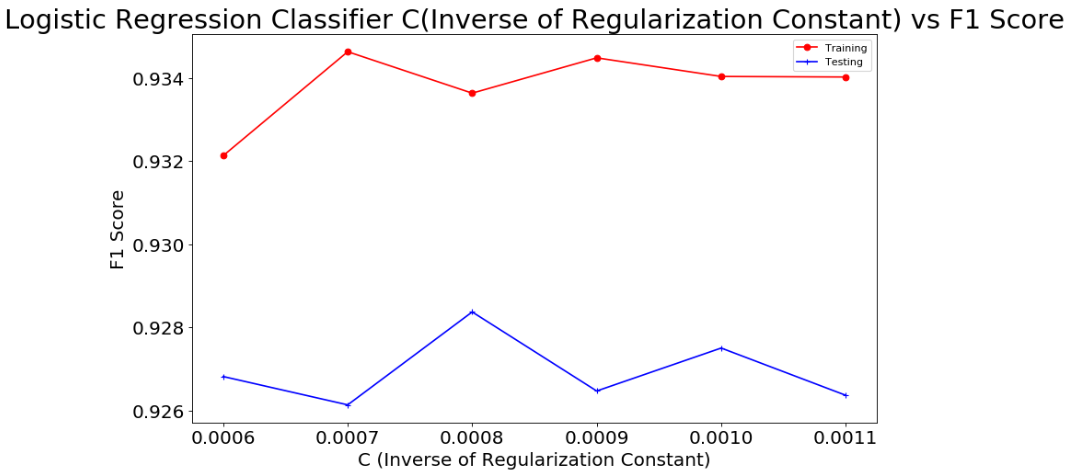 Logistic Regression Classifier C(Inverse of Regularization Constant) vs F1 Score
Training
Testing
F1 Score
0.934
0.932
0.930
0.928
0.926
0.0006 0.0007 0.0008 0.0009 0.0010 0.0011
C (Inverse of Regularization Constant)